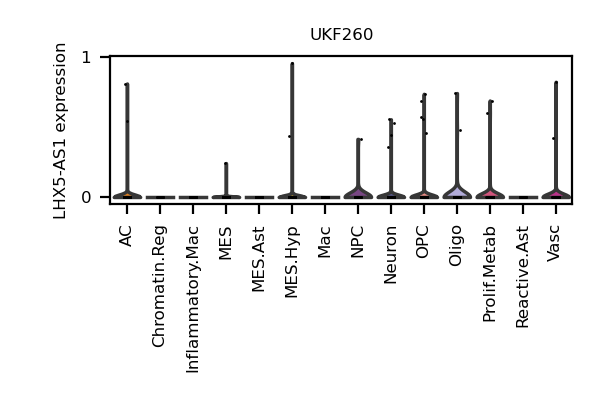 UKF260
LHX5-AS1 expression
1
0
AC
Chromatin.Reg
Inflammatory.Mac
MES
MES.Ast
MES.Hyp
Mac
NPC
Neuron
OPC
Oligo
Prolif.Metab
Reactive.Ast
Vasc